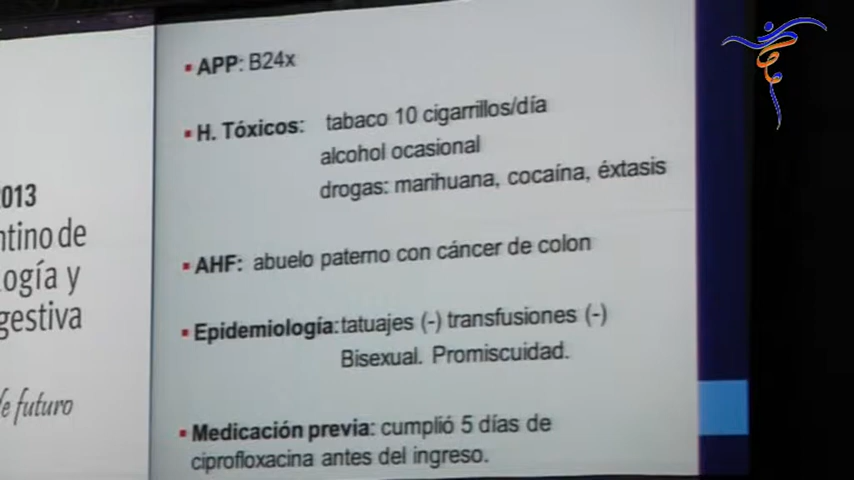 2013
ntino de
ogía y
gestiva
de futuro
APP: B24x
H. Tóxicos: tabaco 10 cigarrillos/día
alcohol ocasional
drogas: marihuana, cocaína, éxtasis
AHF: abuelo paterno con cáncer de colon
Epidemiología: tatuajes (-) transfusiones (-)
Bisexual. Promiscuidad.
Medicación previa: cumplió 5 días de
ciprofloxacina antes del ingreso.